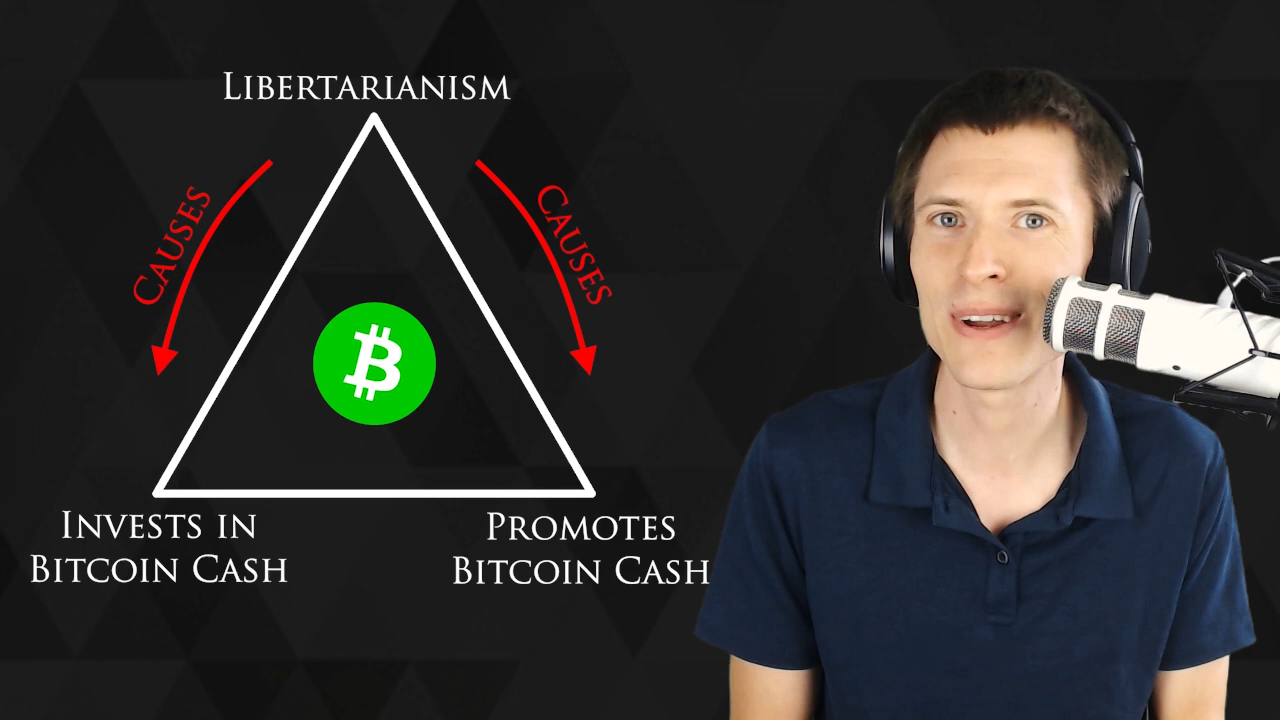 Libertarianism
Causes
Causes
Invests in
Bitcoin Cash
Promotes
Bitcoin Cash